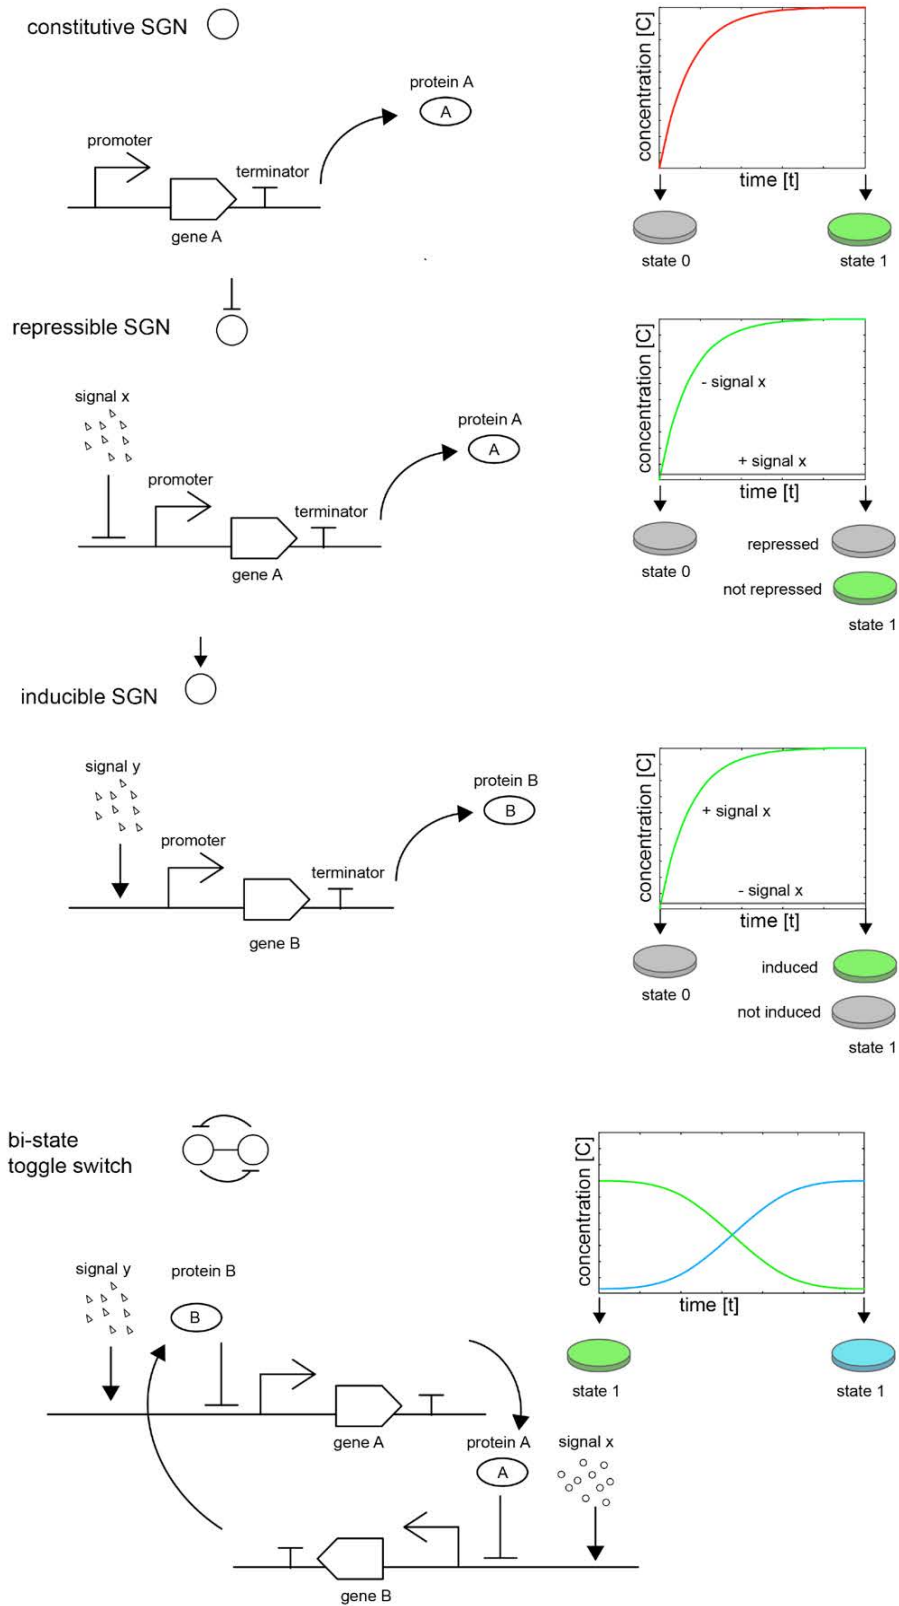 constitutive SGN
protein A
A
promoter
terminator
gene A
concentration [C]
time [t]
state 0
state 1
repressible SGN
signal x
protein A
A
promoter
terminator
gene A
concentration [C]
- signal x
+ signal x
time [t]
state 0
repressed
not repressed
state 1
inducible SGN
signal y
protein B
B
promoter
terminator
gene B
concentration [C]
+ signal x
- signal x
time [t]
state 0
induced
not induced
state 1
bi-state
toggle switch
signal y
protein B
B
gene A
protein A
A
signal x
gene B
concentration [C]
time [t]
state 1
state 1